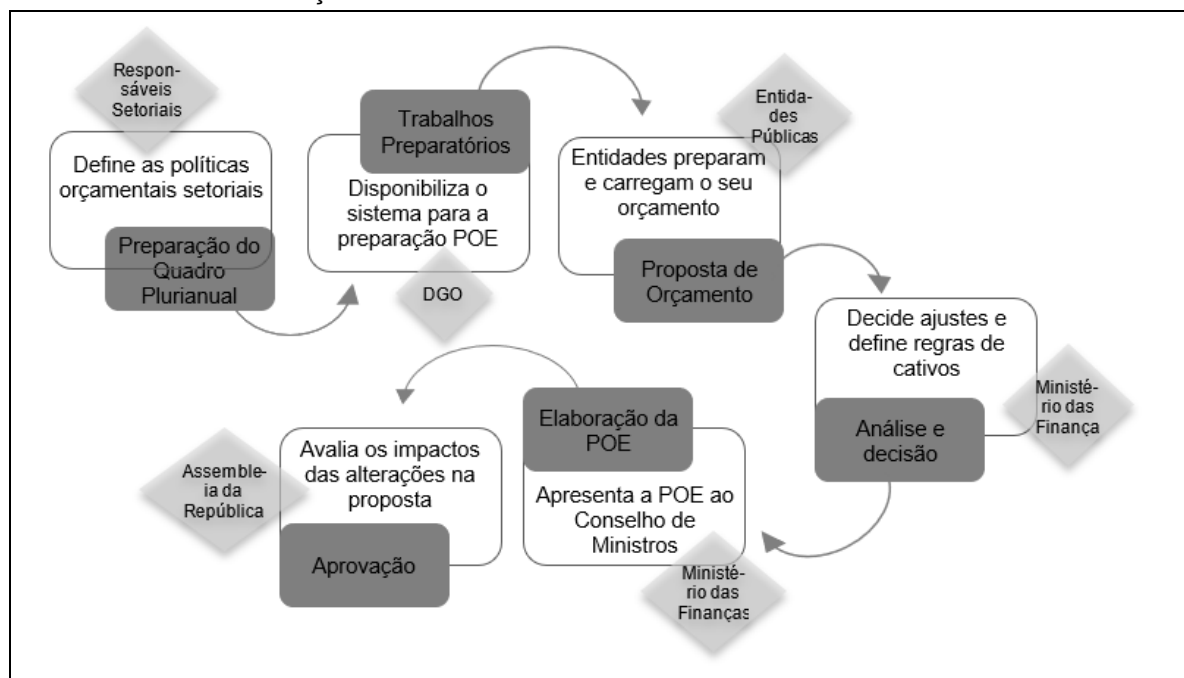 Respon-
sáveis
Setoriais
Define as políticas
orçamentais setoriais
Preparação do
Quadro
Plurianual
Trabalhos
Preparatórios
Disponibiliza o
sistema para a
preparação POE
DGO
Entida-
des
Públicas
Entidades preparam
e carregam o seu
orçamento
Proposta de
Orçamento
Decide ajustes e
define regras de
cativos
Ministé-
rio das
Finança
Análise e
decisão
Elaboração da
POE
Apresenta a POE ao
Conselho de
Ministros
Ministé-
rio das
Finanças
Avalia os impactos
das alterações na
proposta
Assemble-
ia da
República
Aprovação